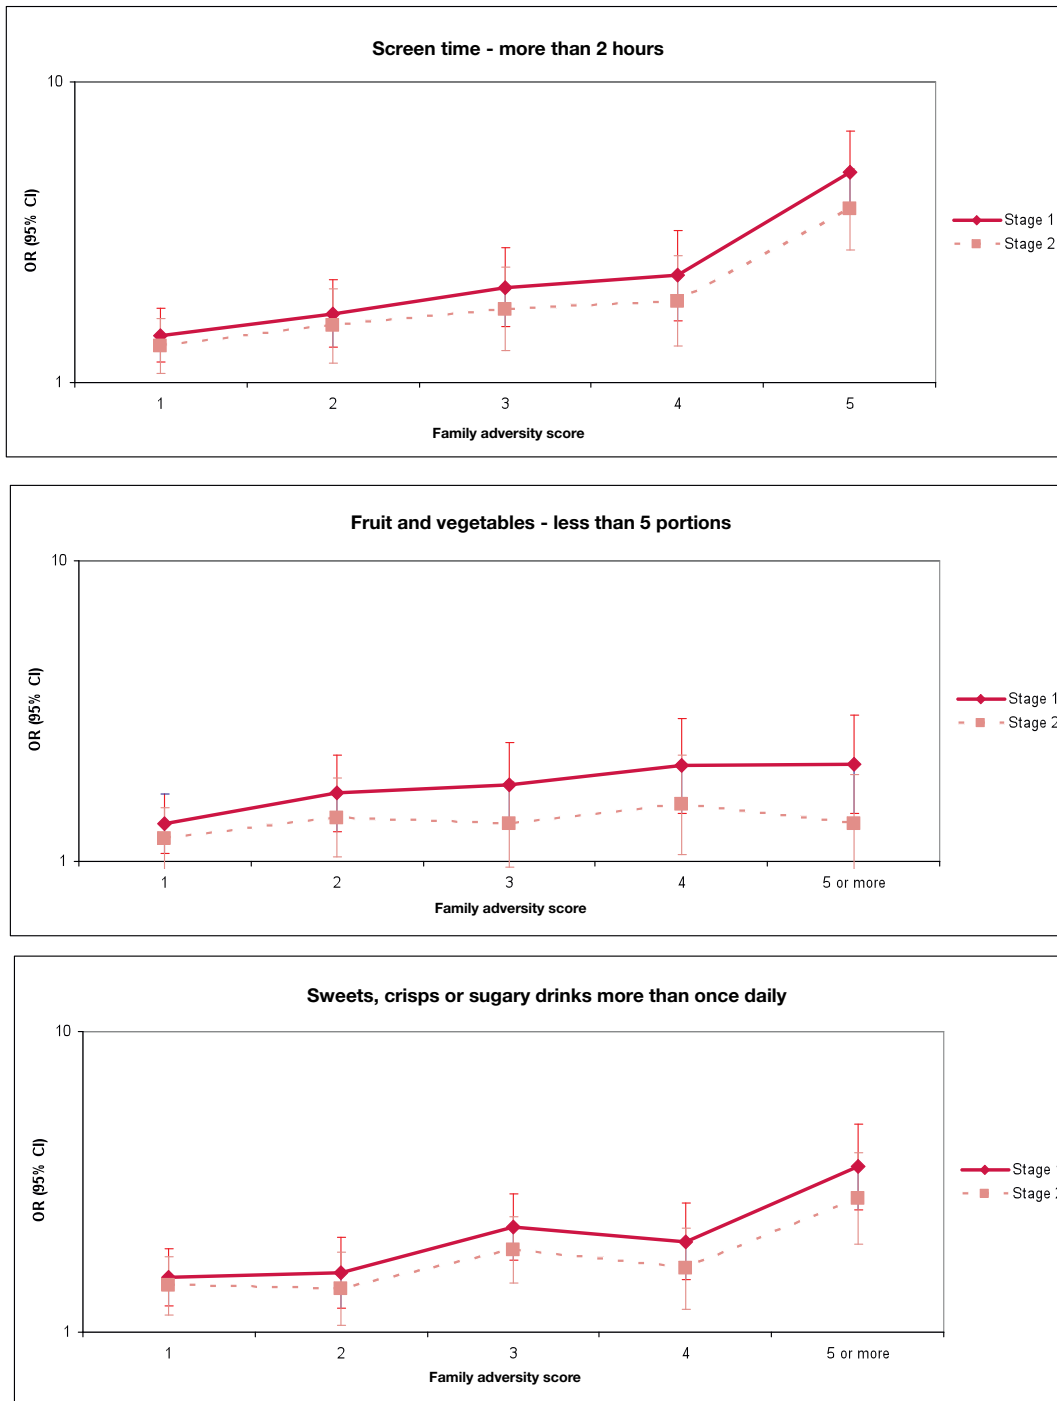 Screen time - more than 2 hours
10
OR (95% CI)
Stage 1
Stage 2
1
1 2 3 4 5
Family adversity score
Fruit and vegetables - less than 5 portions
10
OR (95% CI)
Stage 1
Stage 2
1
1 2 3 4 5 or more
Family adversity score
Sweets, crisps or sugary drinks more than once daily
10
OR (95% CI)
Stage 1
Stage 2
1
1 2 3 4 5 or more
Family adversity score